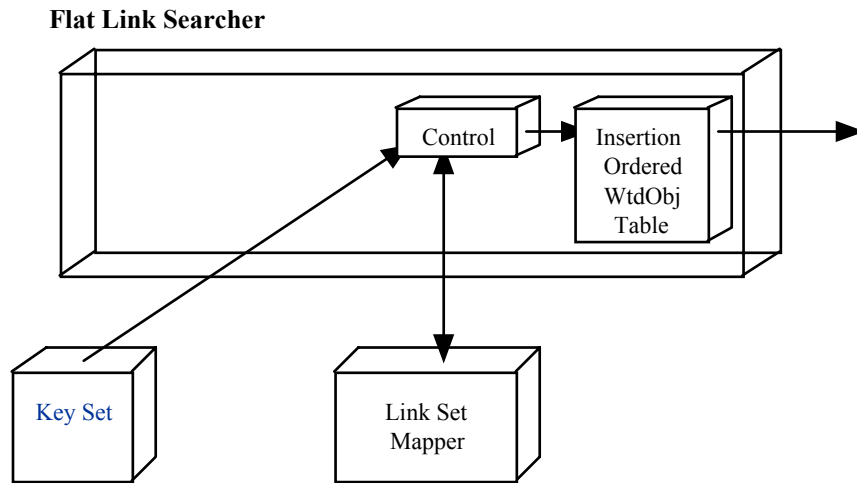 Flat Link Searcher
Control
Insertion
Ordered
WtdObj
Table
Key Set
Link Set
Mapper